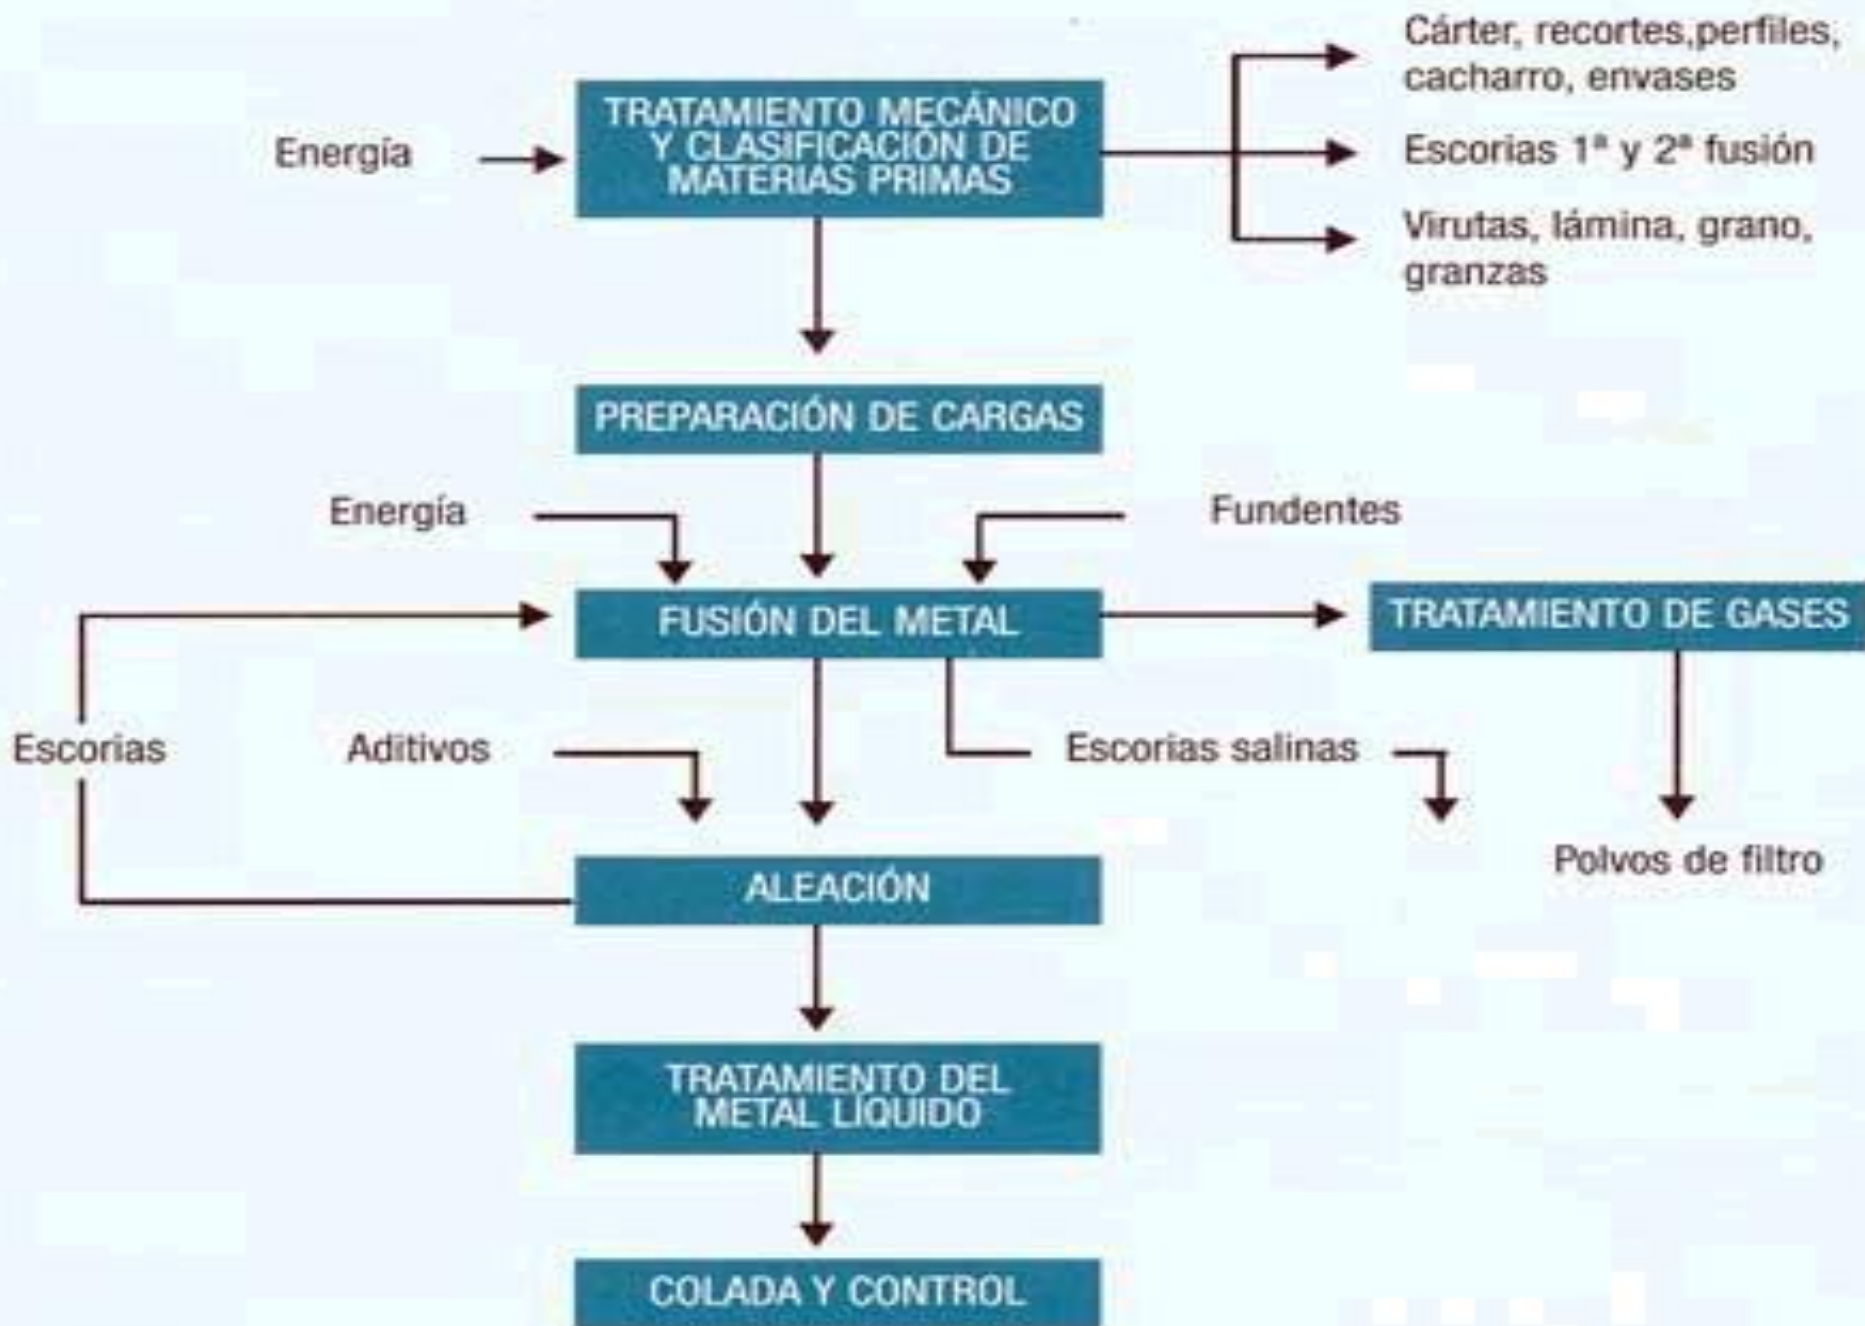 Cárter, recortes,perfiles,
cacharro, envases
TRATAMIENTO MECÁNICO
Y CLASIFICACIÓN DE
MATERIAS PRIMAS
Energía
Escorias 1ª y 2ª fusión
Virutas, lámina, grano,
granzas
PREPARACIÓN DE CARGAS
Energía
Fundentes
FUSIÓN DEL METAL
TRATAMIENTO DE GASES
Escorias
Aditivos
Escorias salinas
Polvos de filtro
ALEACIÓN
TRATAMIENTO DEL
METAL LÍQUIDO
COLADA Y CONTROL